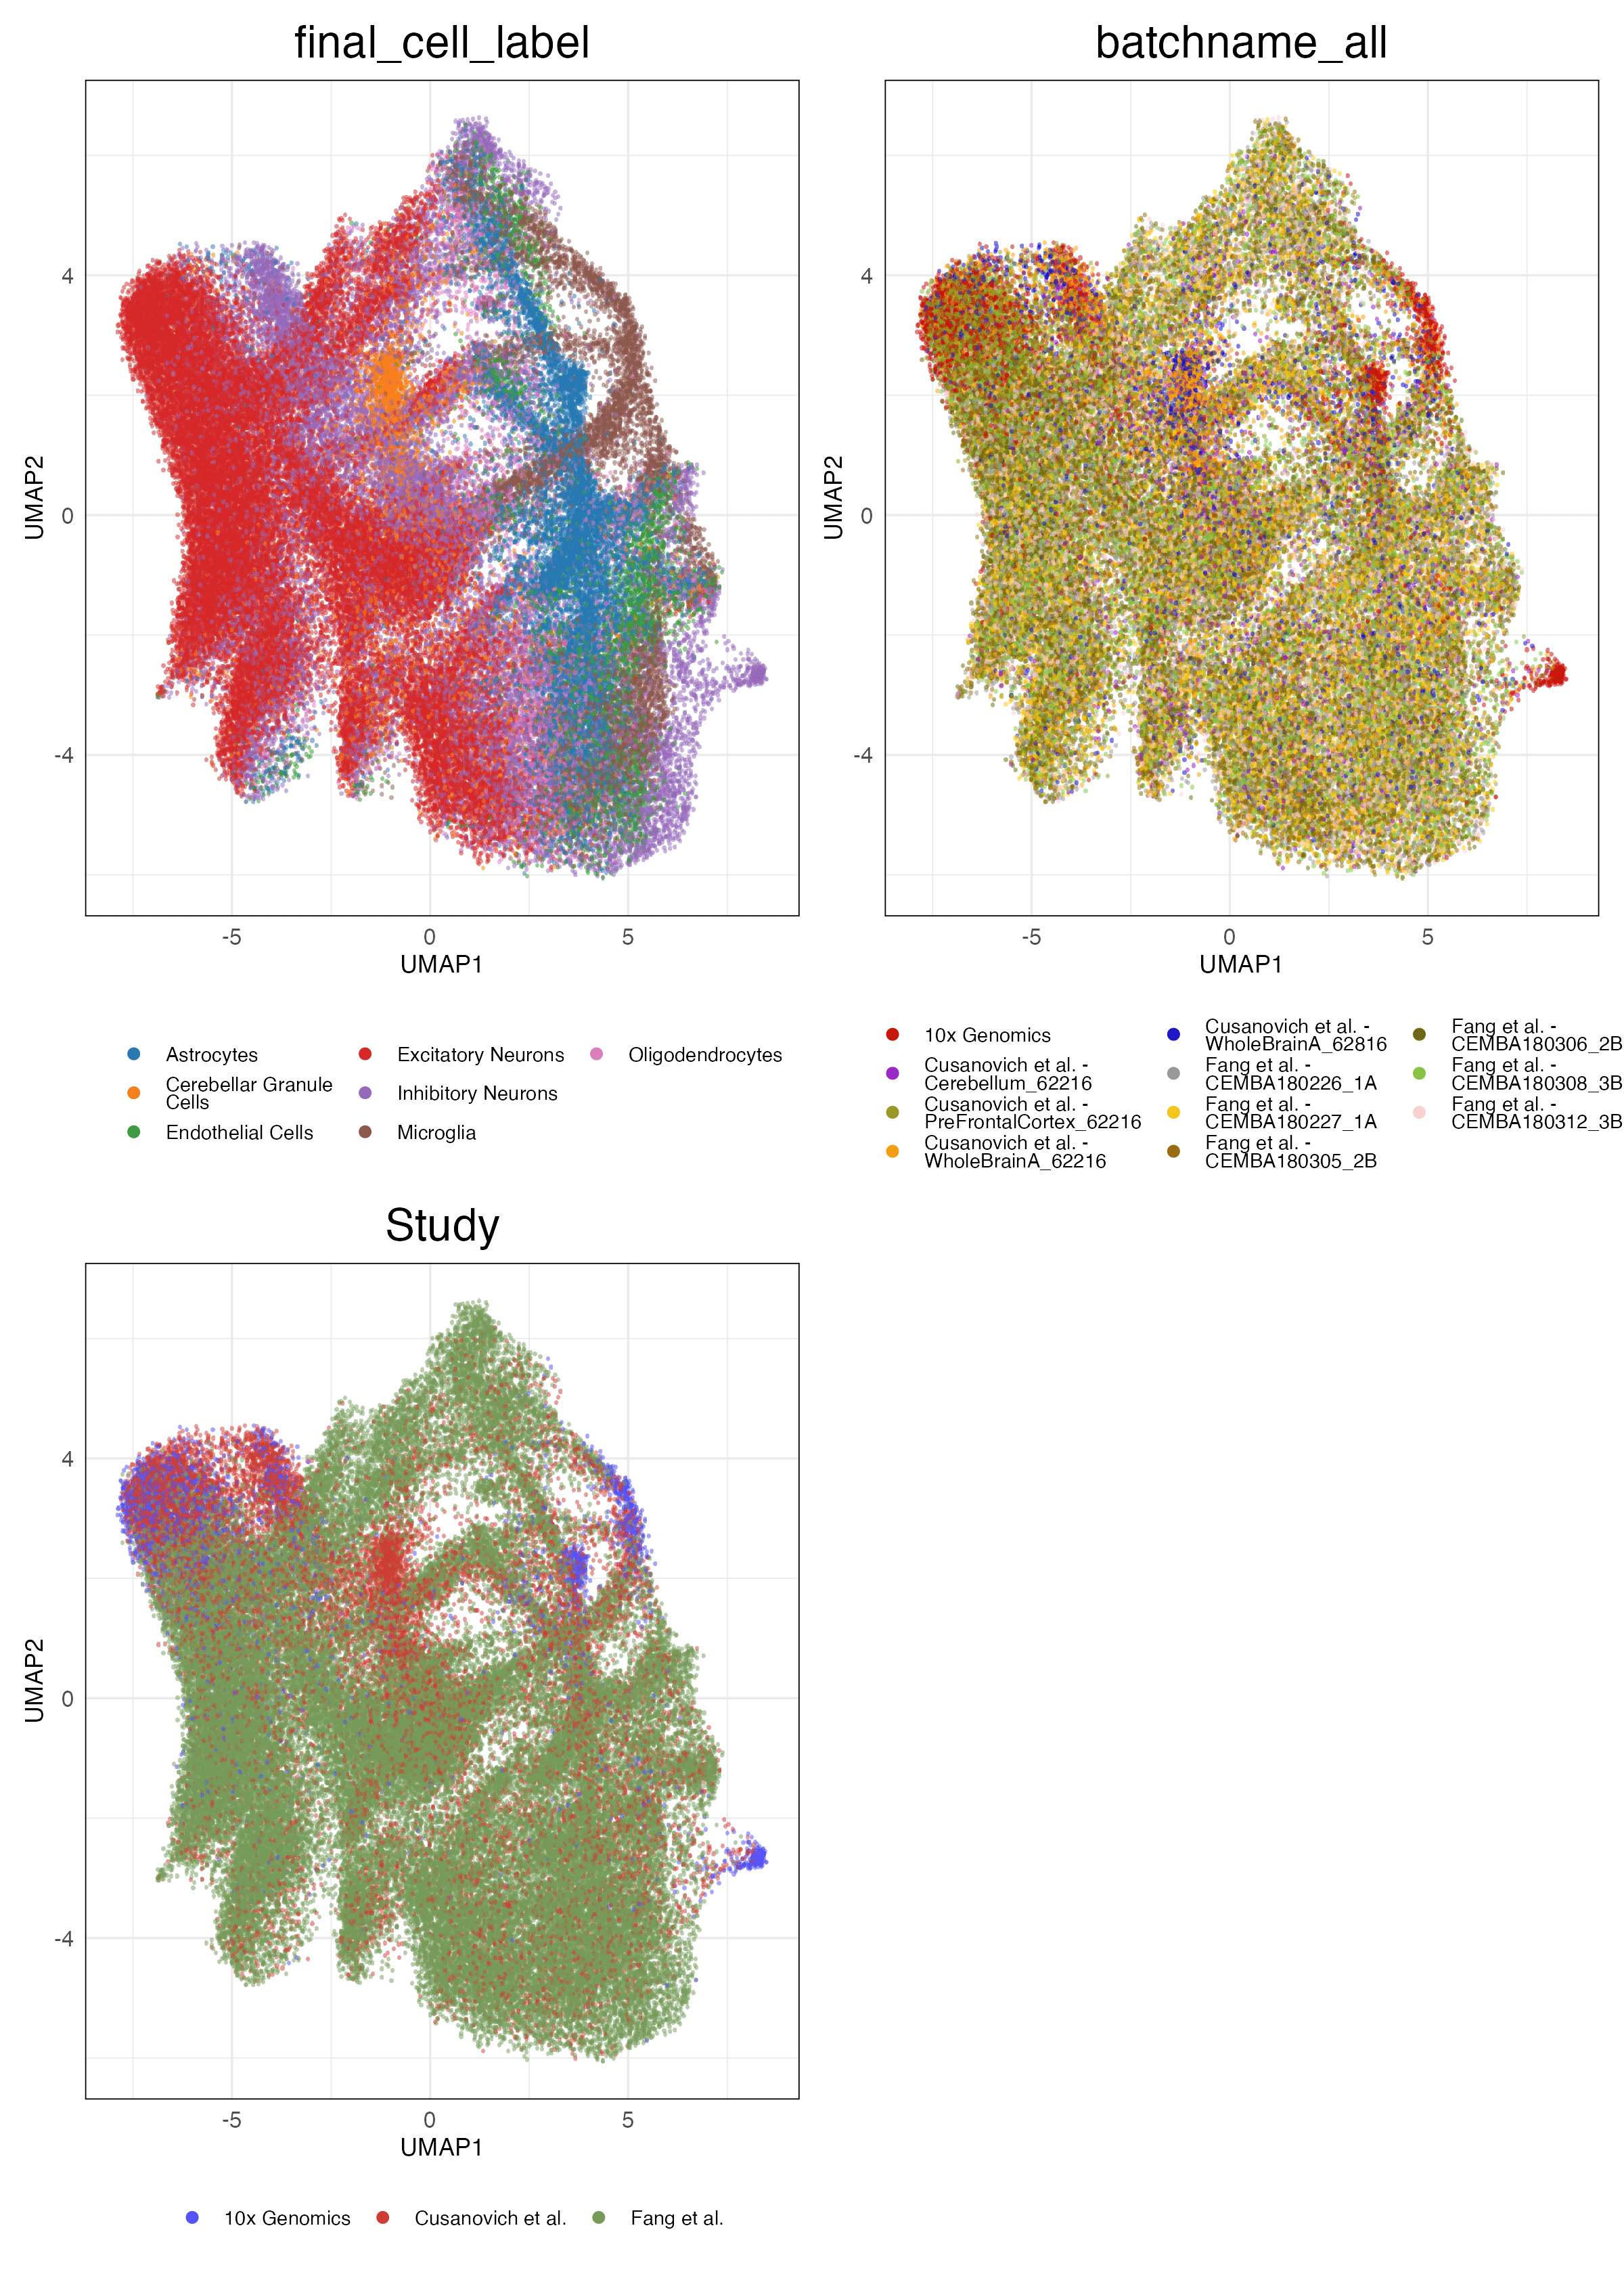 final_cell_label
batchname_all
UMAP2
4
0
-4
-5
0
5
UMAP1
UMAP2
4
0
-4
-5
0
5
UMAP1
Astrocytes
Cerebellar Granule
Cells
Endothelial Cells
Excitatory Neurons
Inhibitory Neurons
Microglia
Oligodendrocytes
10x Genomics
Cusanovich et al. -
Cerebellum_62216
Cusanovich et al. -
PreFrontalCortex_62216
Cusanovich et al. -
WholeBrainA_62216
Cusanovich et al. -
WholeBrainA_62816
Fang et al. -
CEMBA180226_1A
Fang et al. -
CEMBA180227_1A
Fang et al. -
CEMBA180305_2B
Fang et al. -
CEMBA180306_2B
Fang et al. -
CEMBA180308_3B
Fang et al. -
CEMBA180312_3B
Study
UMAP2
4
0
-4
-5
0
5
UMAP1
10x Genomics
Cusanovich et al.
Fang et al.